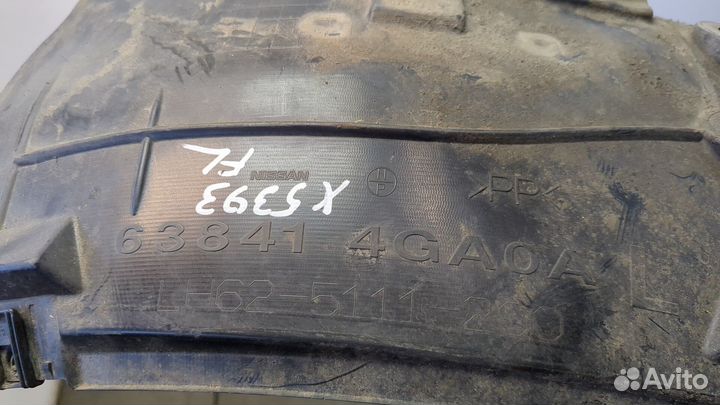 FL
NISSAN
X5393
>PP<
63841 4GA0A
L
LH62-5111
Avito